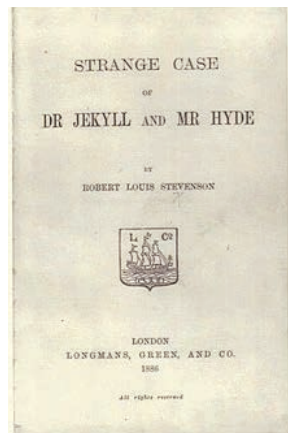 STRANGE CASE
OF
DR JEKYLL AND MR HYDE
BY
ROBERT LOUIS STEVENSON
L Co
LONDON
LONGMANS, GREEN, AND CO.
1886
All rights reserved